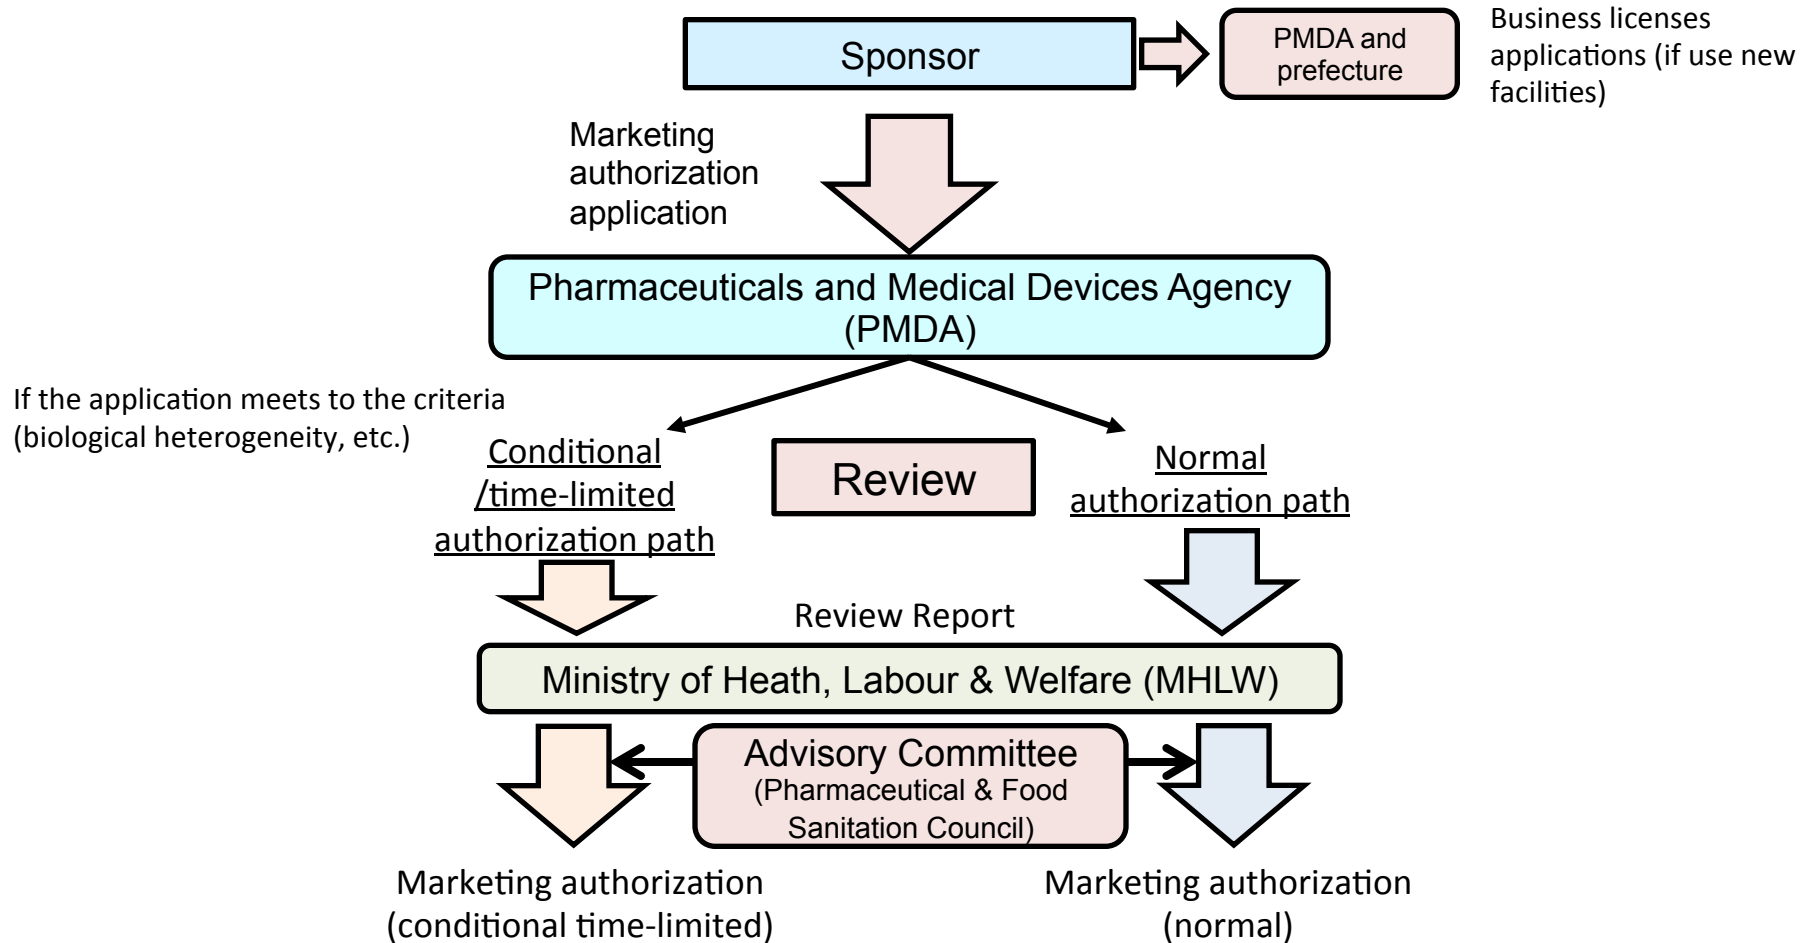 Sponsor
PMDA and
prefecture
Business licenses
applications (if use new
facilities)
Marketing
authorization
application
Pharmaceuticals and Medical Devices Agency
(PMDA)
If the application meets to the criteria
(biological heterogeneity, etc.)
Conditional
/time-limited
authorization path
Review
Normal
authorization path
Review Report
Ministry of Heath, Labour & Welfare (MHLW)
Advisory Committee
(Pharmaceutical & Food
Sanitation Council)
Marketing authorization
(conditional time-limited)
Marketing authorization
(normal)